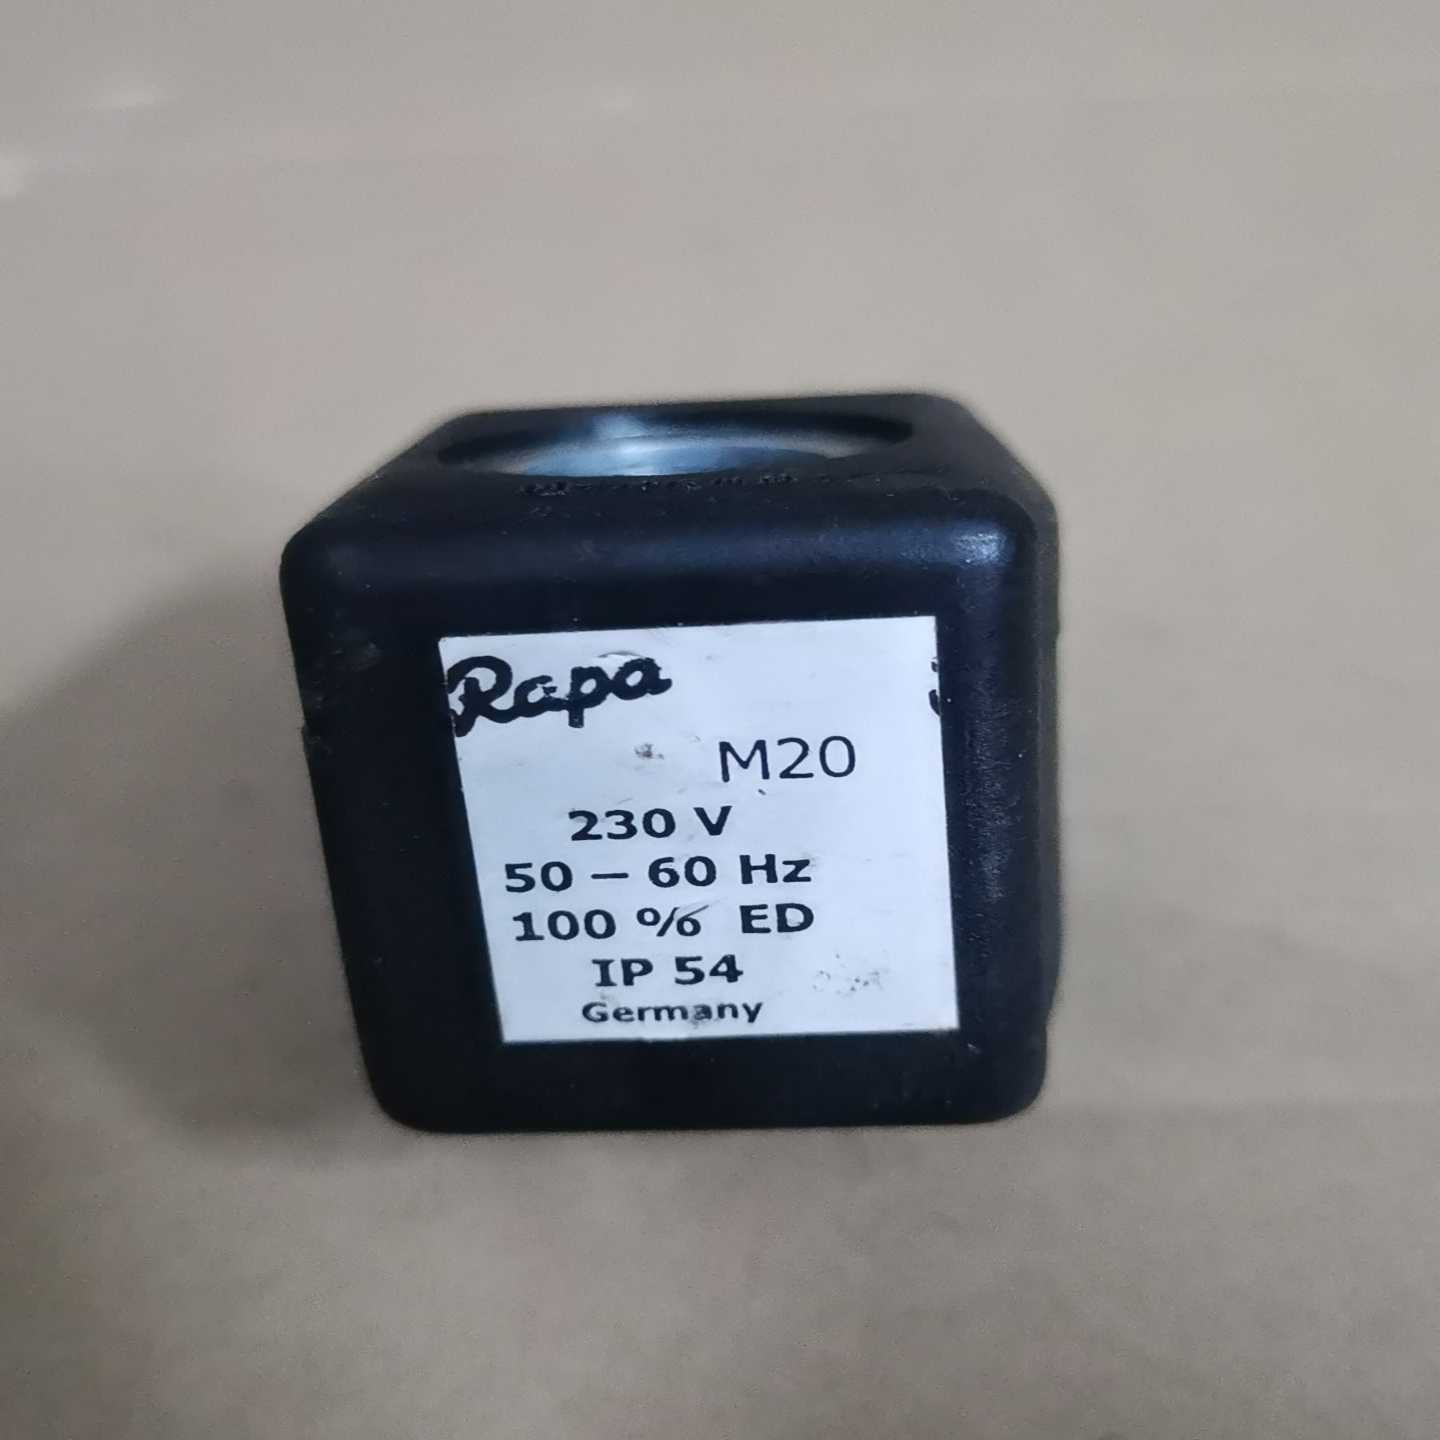 Rapa
M20
230 V
50 – 60 Hz
100 % ED
IP 54
Germany